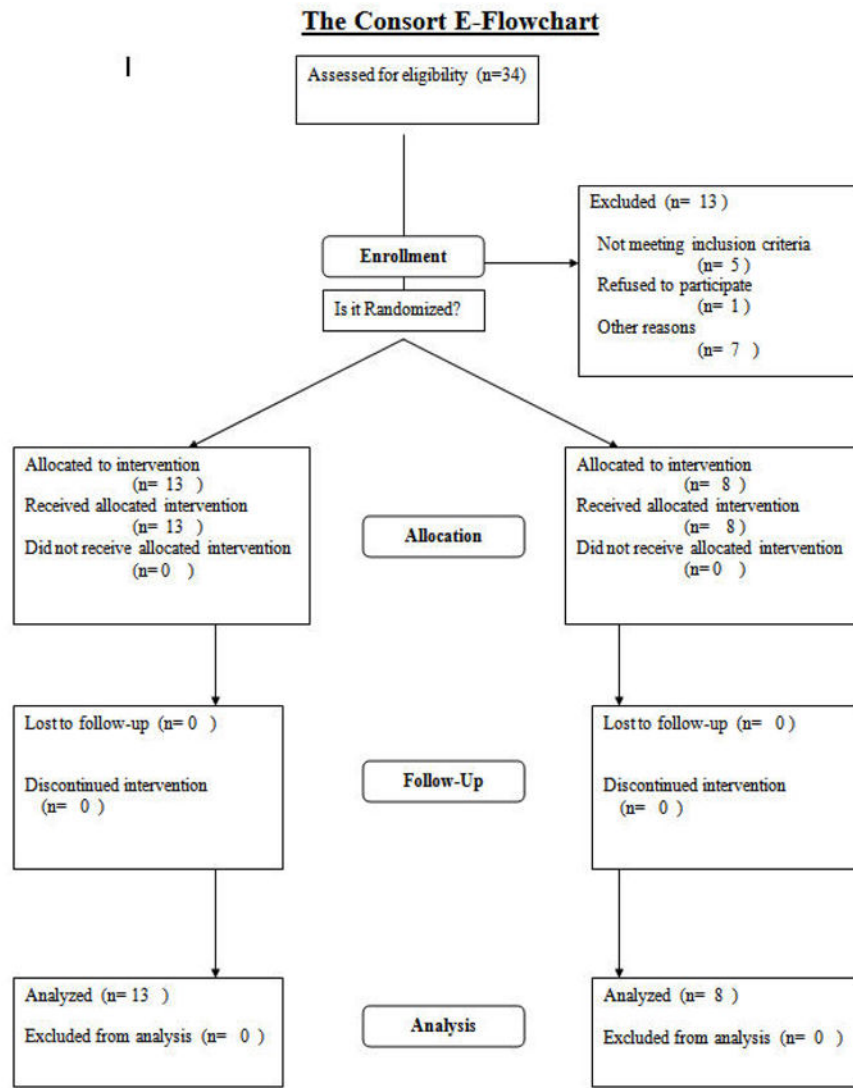 The Consort E-Flowchart
I
Assessed for eligibility (n=34)
Excluded (n= 13 )
Not meeting inclusion criteria
(n= 5 )
Refused to participate
(n= 1 )
Other reasons
(n= 7 )
Enrollment
Is it Randomized?
Allocated to intervention
(n= 13 )
Received allocated intervention
(n= 13 )
Did not receive allocated intervention
(n=0 )
Allocation
Allocated to intervention
(n= 8 )
Received allocated intervention
(n= 8 )
Did not receive allocated intervention
(n=0 )
Lost to follow-up (n= 0 )
Discontinued intervention
(n= 0 )
Follow-Up
Lost to follow-up (n= 0 )
Discontinued intervention
(n= 0 )
Analyzed (n= 13 )
Excluded from analysis (n= 0 )
Analysis
Analyzed (n= 8 )
Excluded from analysis (n= 0 )